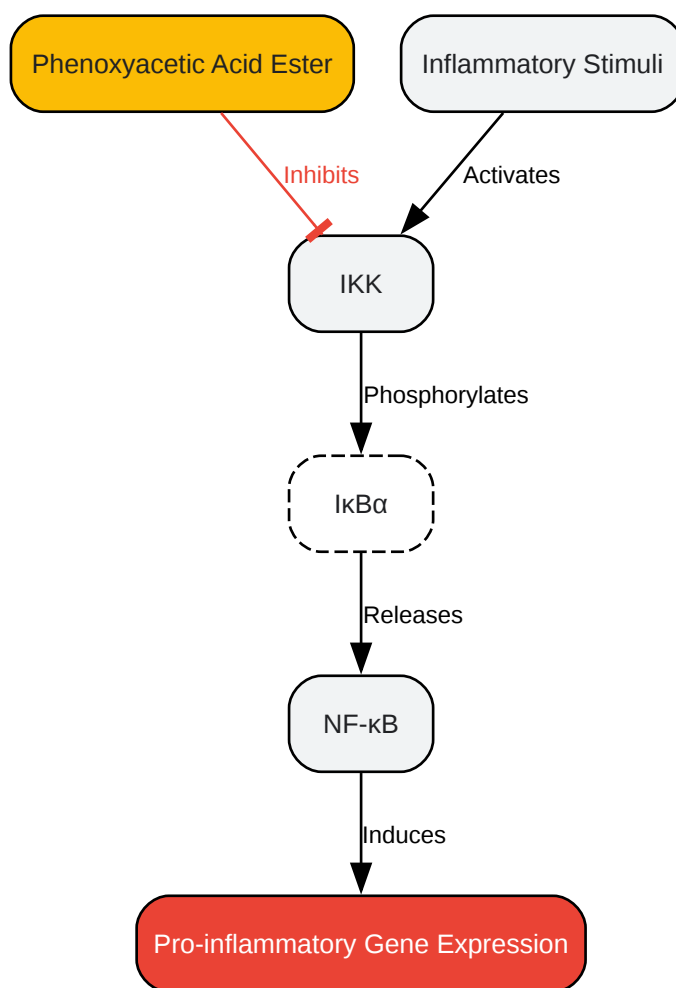 Phenoxyacetic Acid Ester
Inflammatory Stimuli
Inhibits
Activates
IKK
Phosphorylates
IκBα
Releases
NF-κB
Induces
Pro-inflammatory Gene Expression